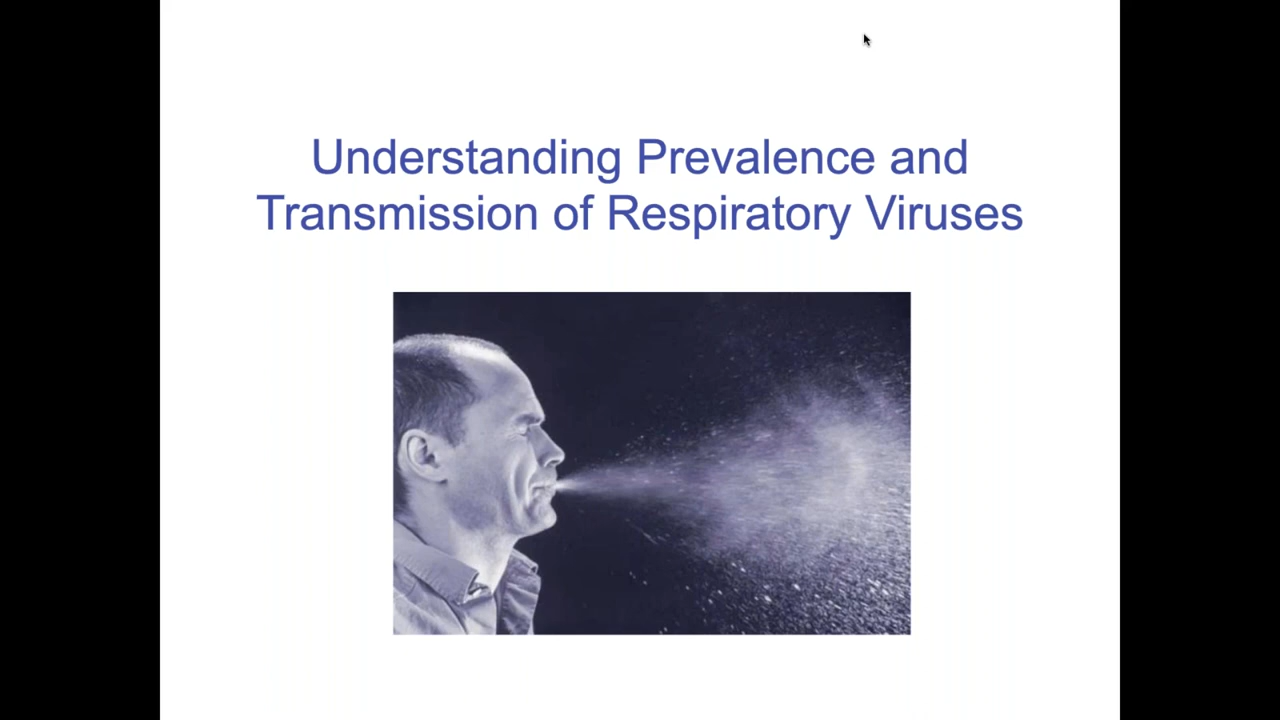 Understanding Prevalence and
Transmission of Respiratory Viruses